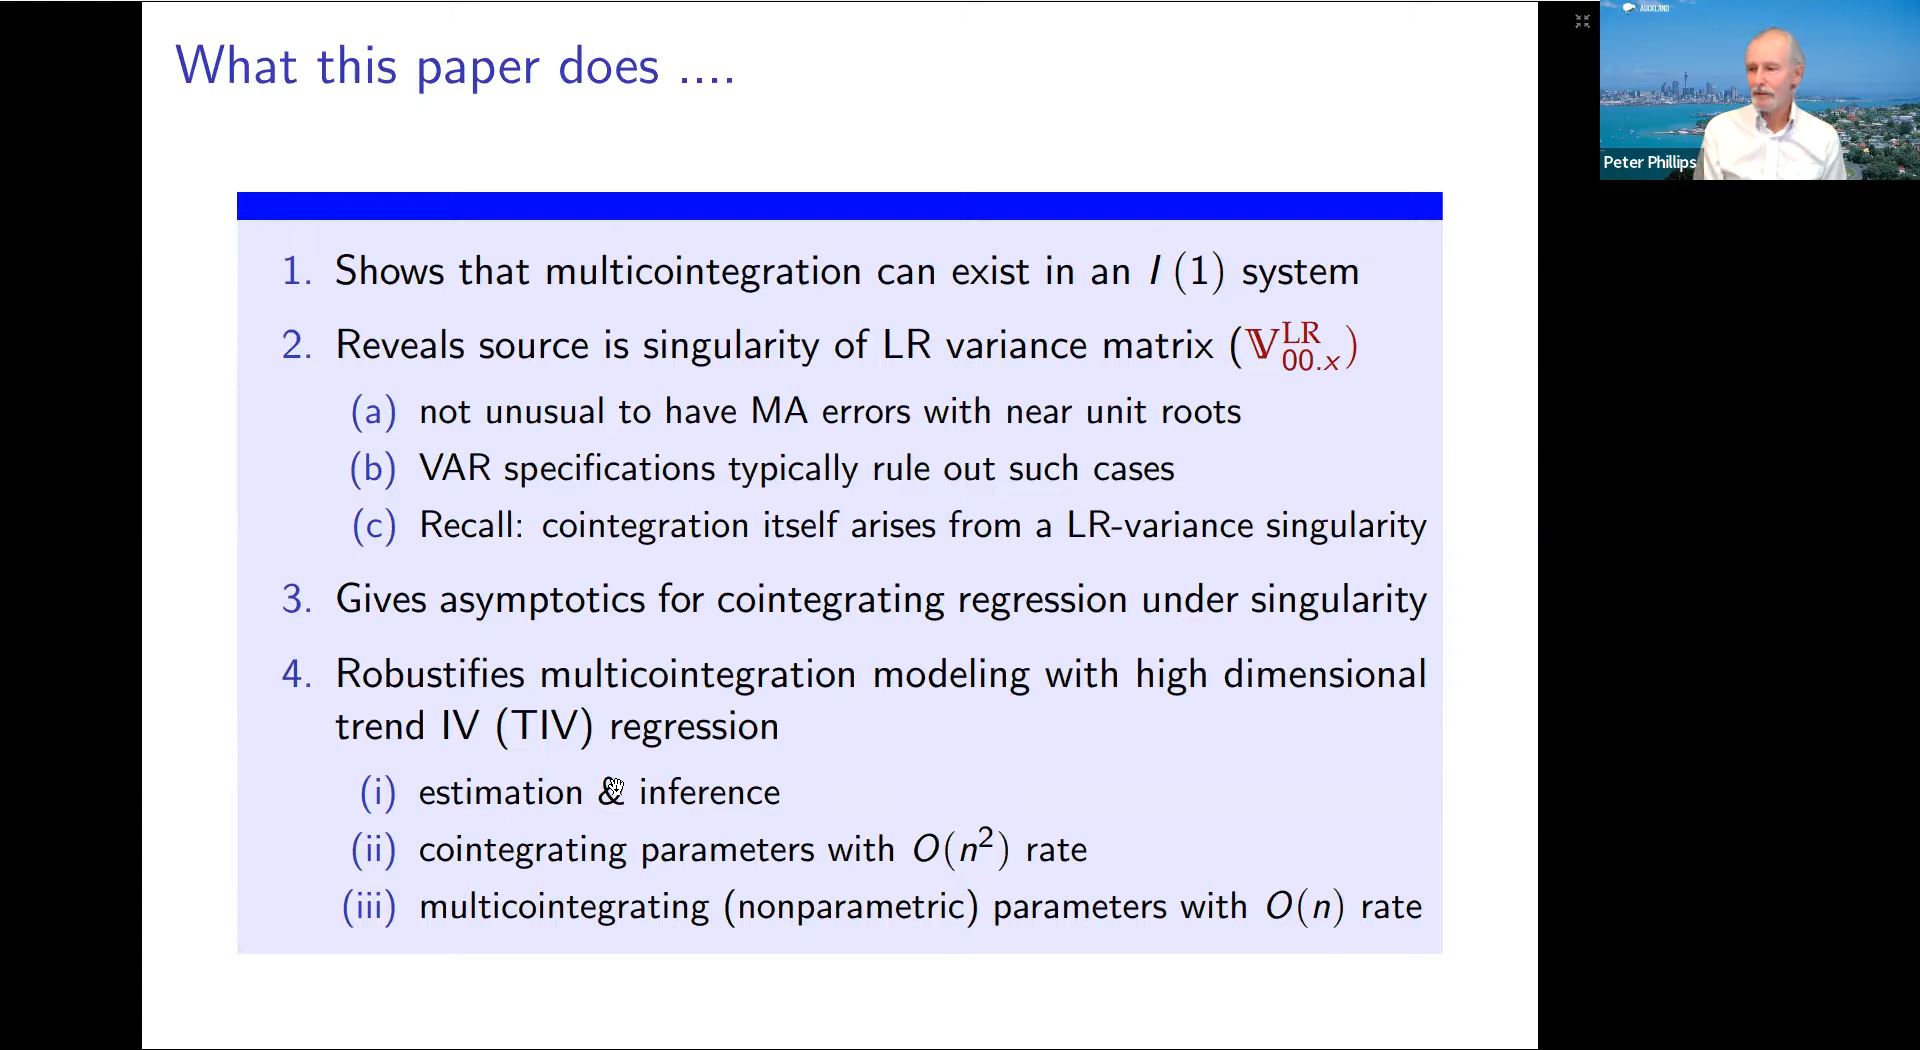 What this paper does ....
AUCKLAND
Peter Phillips
1. Shows that multicointegration can exist in an I (1) system
2. Reveals source is singularity of LR variance matrix (𝕍^LR_00.x)
(a) not unusual to have MA errors with near unit roots
(b) VAR specifications typically rule out such cases
(c) Recall: cointegration itself arises from a LR-variance singularity
3. Gives asymptotics for cointegrating regression under singularity
4. Robustifies multicointegration modeling with high dimensional
trend IV (TIV) regression
(i) estimation & inference
(ii) cointegrating parameters with O(n²) rate
(iii) multicointegrating (nonparametric) parameters with O(n) rate